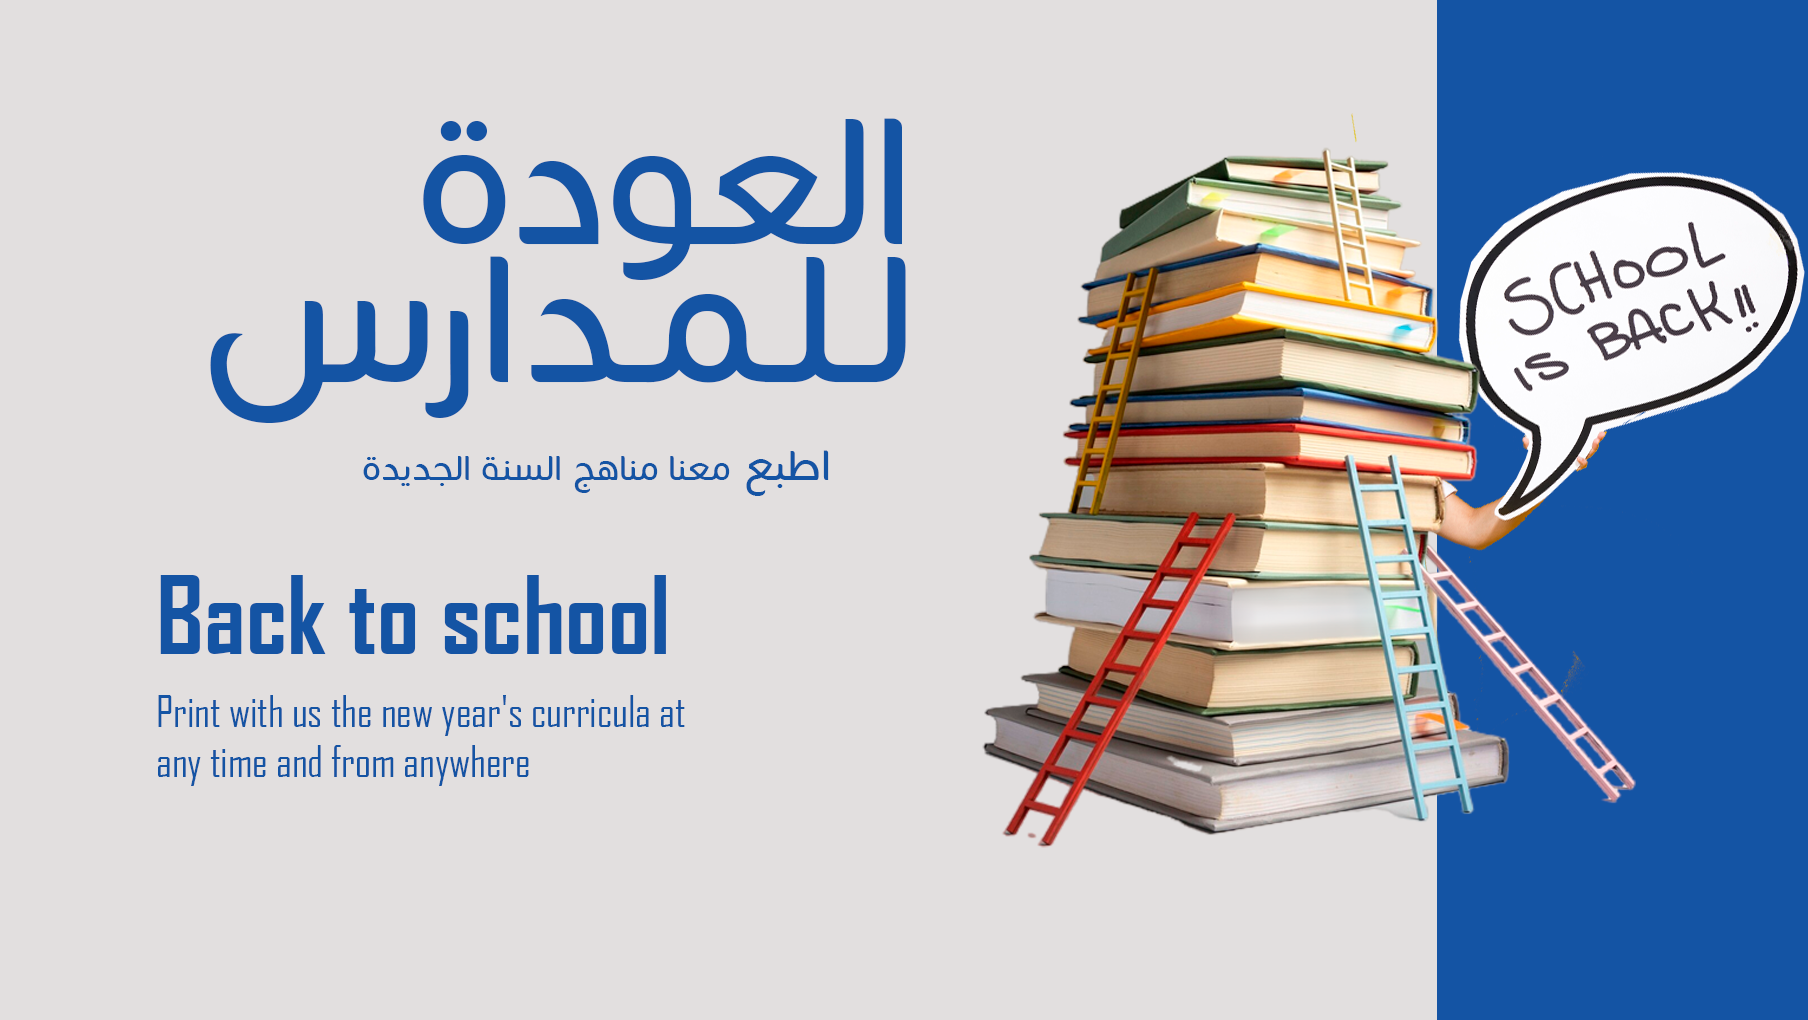 العودة
للمدارس
اطبع معنا مناهج السنة الجديدة
Back to school
Print with us the new year's curricula at
any time and from anywhere
SCHOOL
IS BACK!!